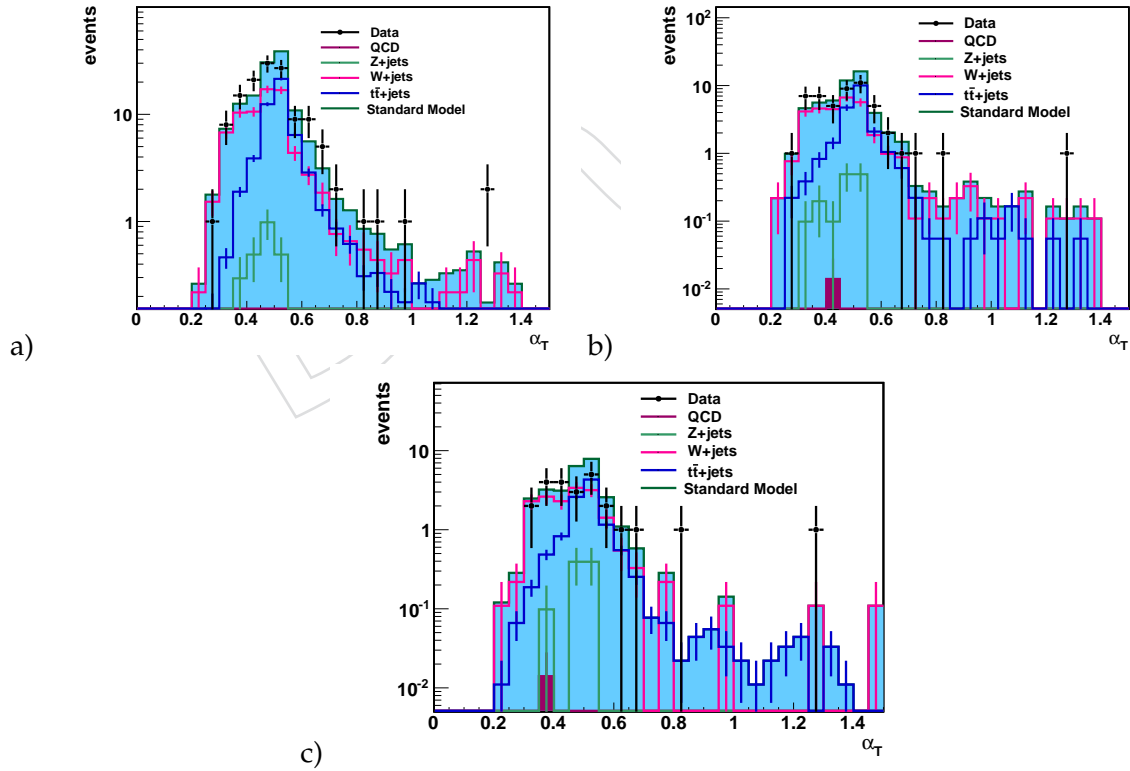 events
10
1
Data
QCD
Z+jets
W+jets
tt̄+jets
Standard Model
0 0.2 0.4 0.6 0.8 1 1.2 1.4
αT
a)
events
10²
10
1
10⁻¹
10⁻²
Data
QCD
Z+jets
W+jets
tt̄+jets
Standard Model
0 0.2 0.4 0.6 0.8 1 1.2 1.4
αT
b)
events
10
1
10⁻¹
10⁻²
Data
QCD
Z+jets
W+jets
tt̄+jets
Standard Model
0 0.2 0.4 0.6 0.8 1 1.2 1.4
αT
c)